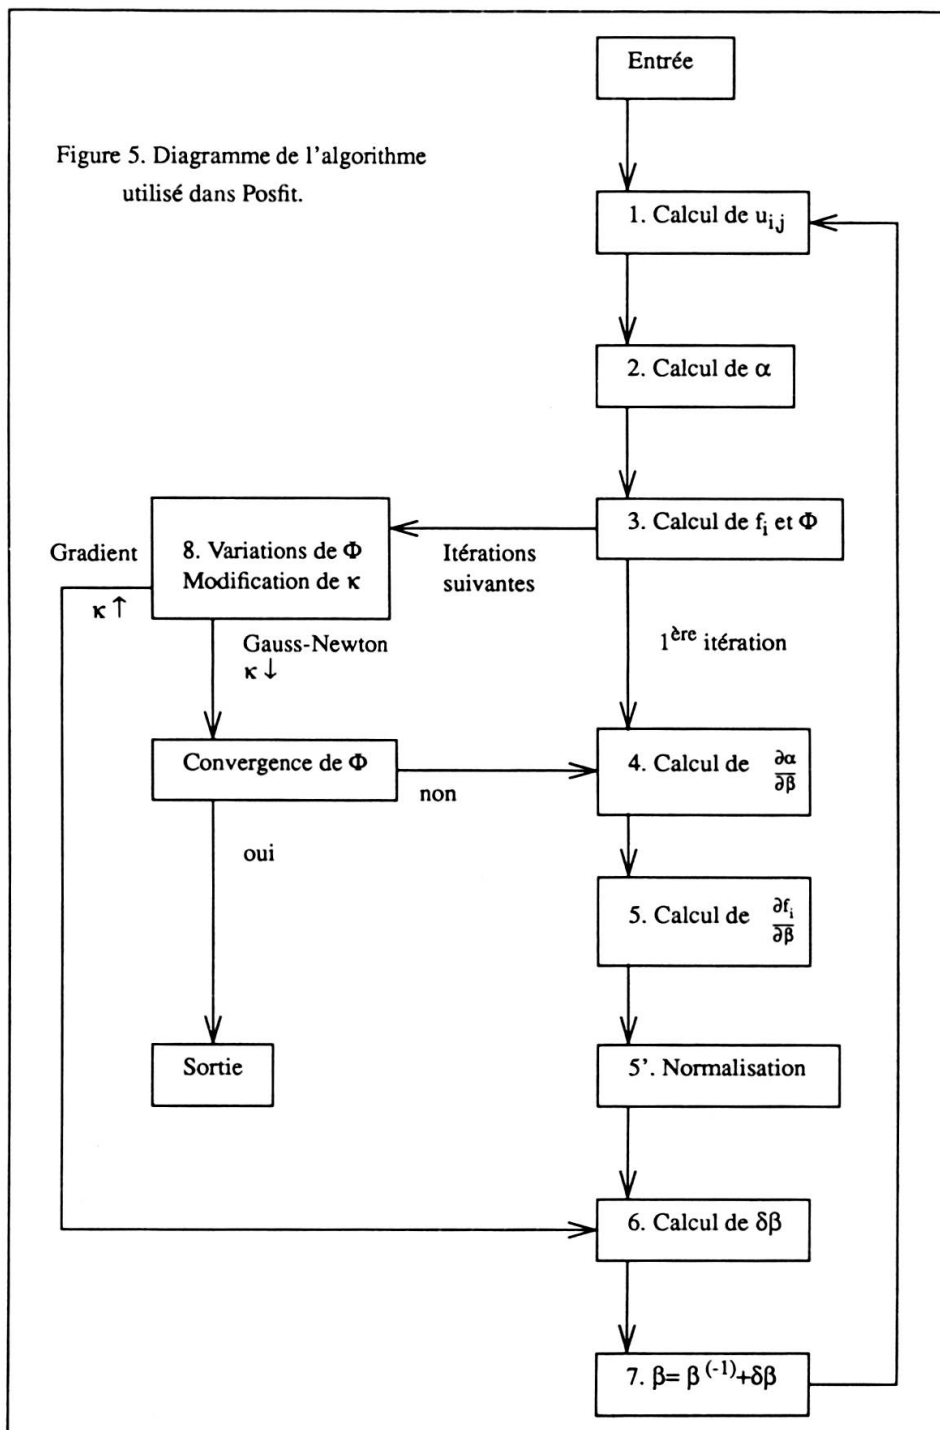 Entrée
Figure 5. Diagramme de l'algorithme
utilisé dans Posfit.
1. Calcul de u_{i,j}
2. Calcul de α
3. Calcul de f_i et Φ
8. Variations de Φ
Modification de κ
Itérations
suivantes
Gradient
κ ↑
Gauss-Newton
κ ↓
1^{ère} itération
Convergence de Φ
non
oui
4. Calcul de ∂α/∂β
5. Calcul de ∂f_i/∂β
Sortie
5'. Normalisation
6. Calcul de δβ
7. β= β^{(-1)}+δβ